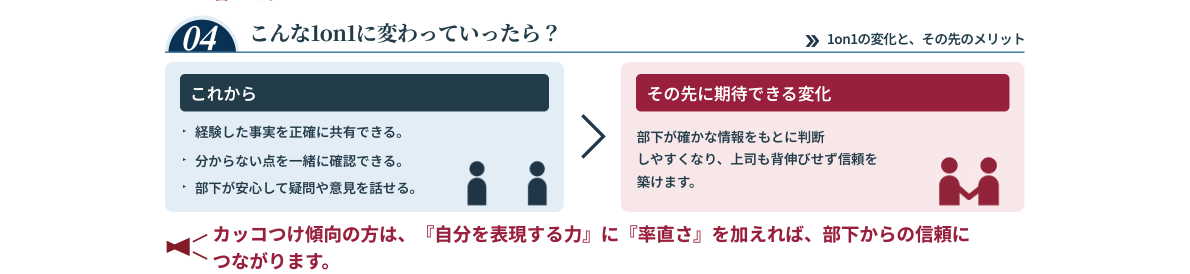 04 こんな1on1に変わっていったら？
1on1の変化と、その先のメリット
これから
・ 経験した事実を正確に共有できる。
・ 分からない点を一緒に確認できる。
・ 部下が安心して疑問や意見を話せる。
その先に期待できる変化
部下が確かな情報をもとに判断
しやすくなり、上司も背伸びせず信頼を
築けます。
カッコつけ傾向の方は、『自分を表現する力』に『率直さ』を加えれば、部下からの信頼に
つながります。